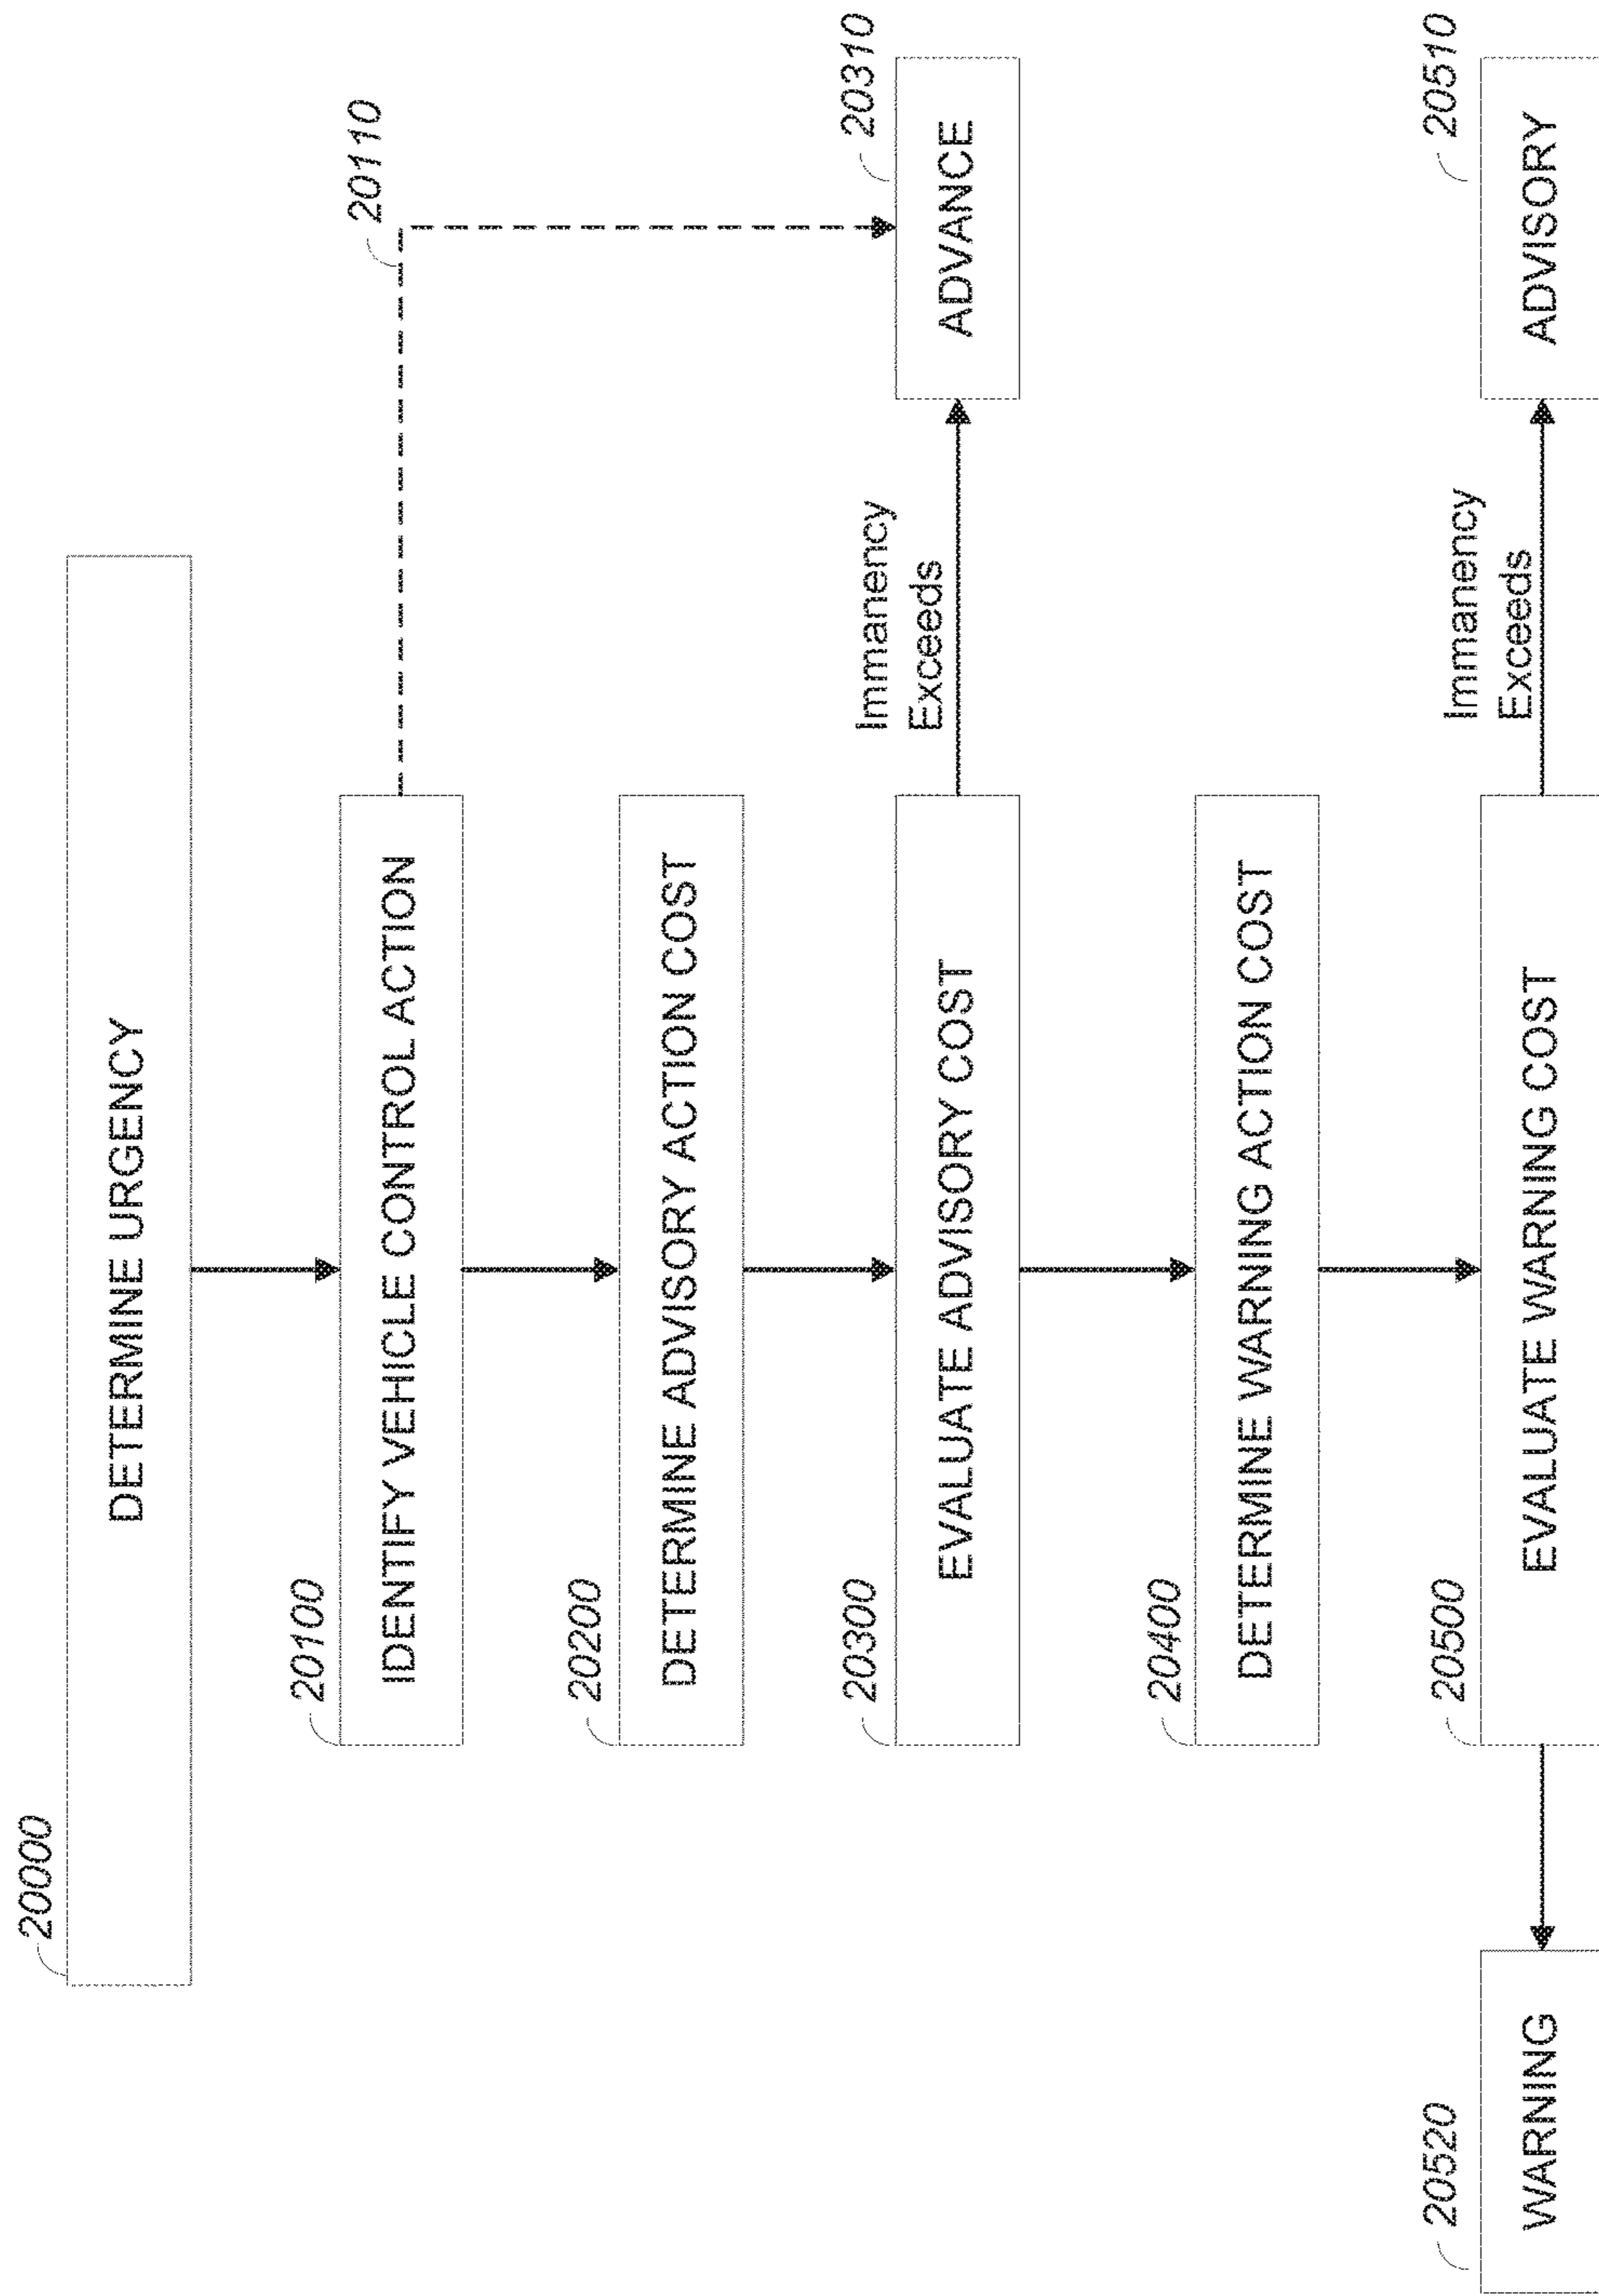 20000
DETERMINE URGENCY
20100
IDENTIFY VEHICLE CONTROL ACTION
20110
20200
DETERMINE ADVISORY ACTION COST
20300
EVALUATE ADVISORY COST
Immanency
Exceeds
20310
ADVANCE
20400
DETERMINE WARNING ACTION COST
20520
WARNING
20500
EVALUATE WARNING COST
Immanency
Exceeds
20510
ADVISORY